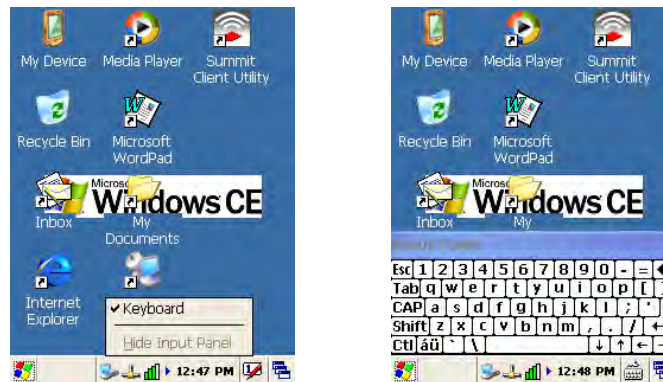 My Device Media Player Summit Client Utility
Recycle Bin Microsoft WordPad
Microsoft
Windows CE
Inbox My Documents
Internet Explorer
✔ Keyboard
Hide Input Panel
12:47 PM
My Device Media Player Summit Client Utility
Recycle Bin Microsoft WordPad
Microsoft
Windows CE
Inbox My
Esc 1 2 3 4 5 6 7 8 9 0 - =
Tab q w e r t y u i o p [ ]
CAP a s d f g h j k l ; '
Shift z x c v b n m , . / ←
Ctl áü ` \ ↓ ↑ ← →
12:48 PM